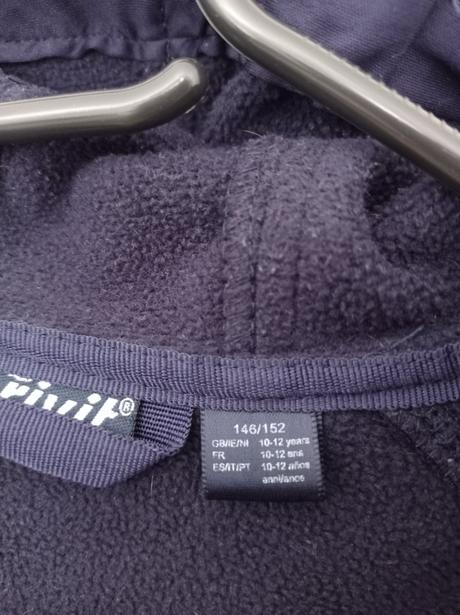 Rivit®
146/152
GB/IE/NI 10-12 years
FR 10-12 ans
ES/IT/PT 10-12 años
anni/anos